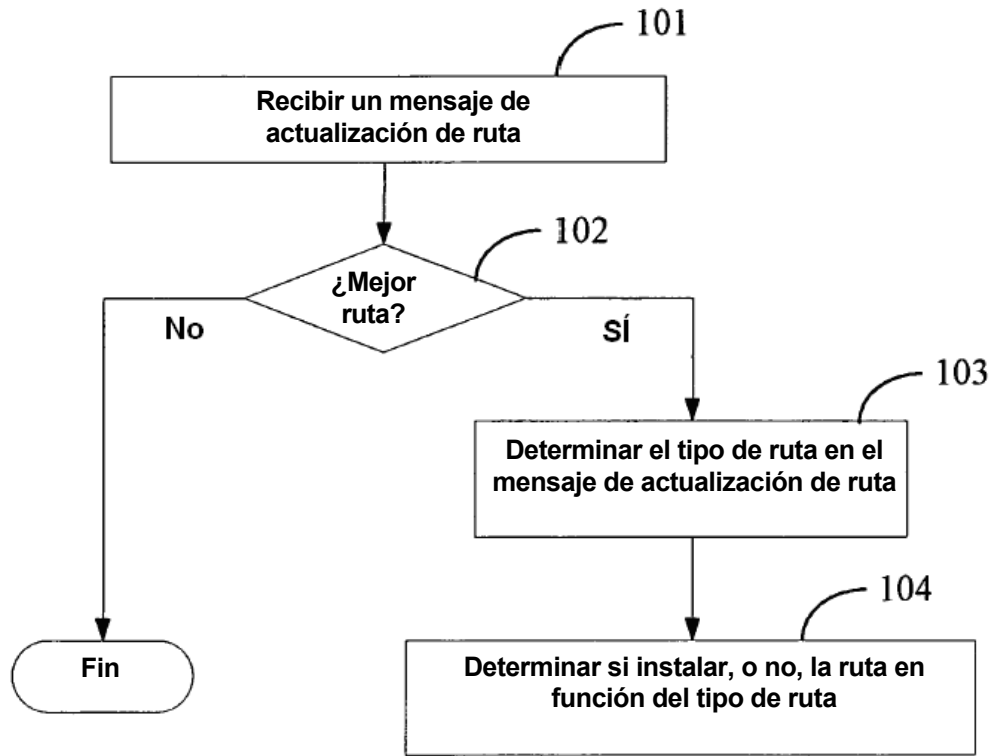 101
Recibir un mensaje de
actualización de ruta
102
¿Mejor
ruta?
No
SÍ
103
Determinar el tipo de ruta en el
mensaje de actualización de ruta
104
Fin
Determinar si instalar, o no, la ruta en
función del tipo de ruta